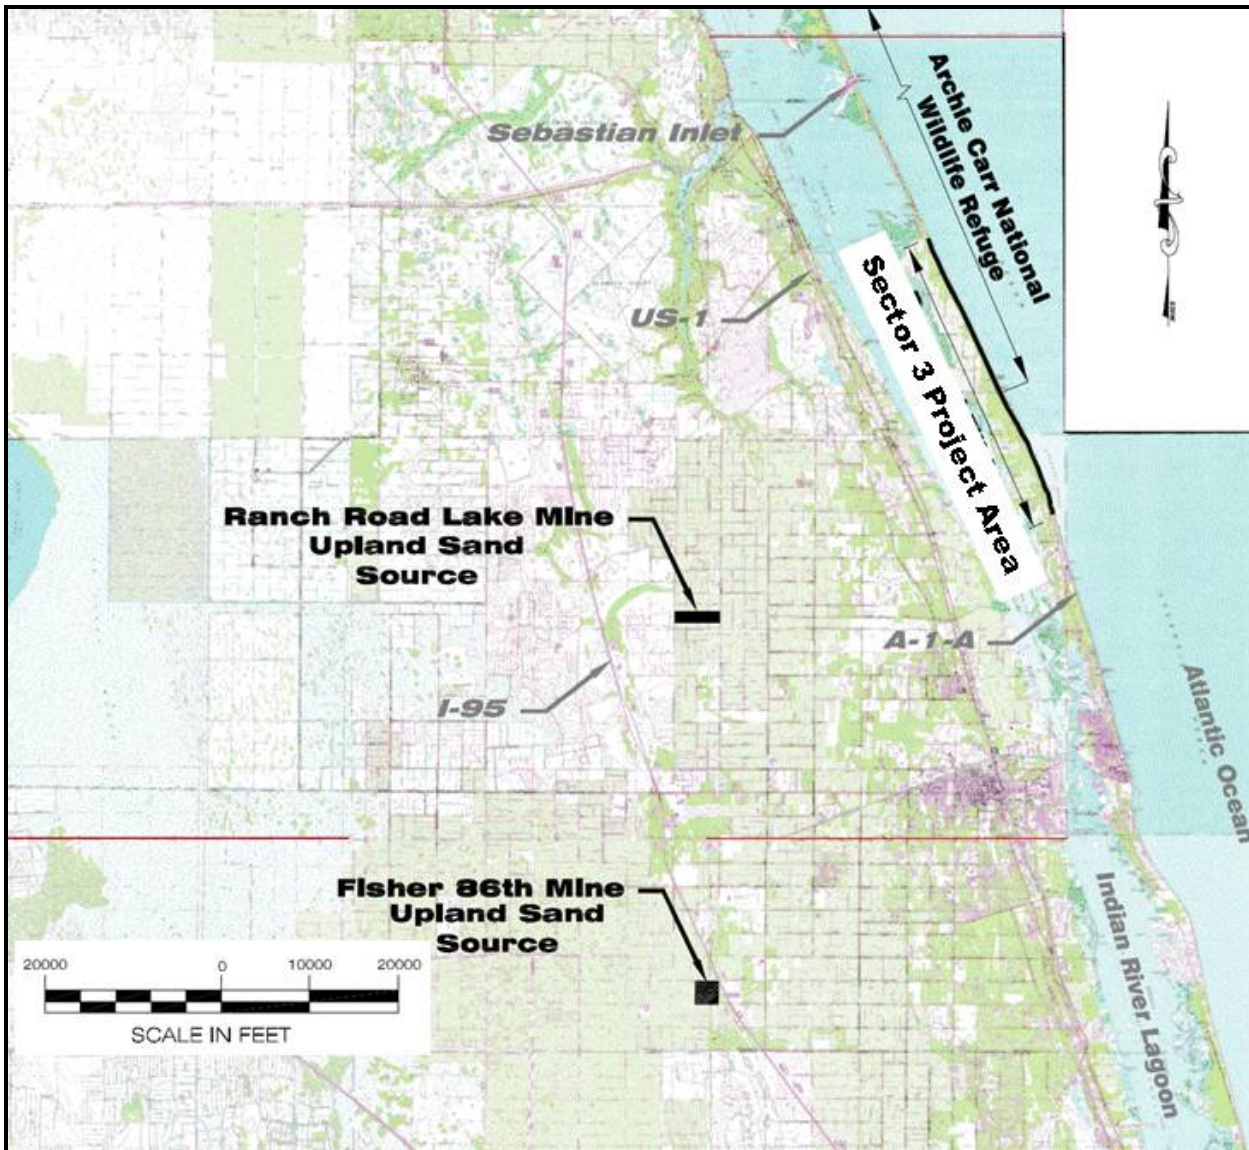 Archie Carr National
Wildlife Refuge
Sebastian Inlet
US-1
Sector 3 Project Area
Ranch Road Lake Mine
Upland Sand
Source
A-1-A
I-95
Atlantic Ocean
Fisher 86th Mine
Upland Sand
Source
Indian River Lagoon
20000 0 10000 20000
SCALE IN FEET